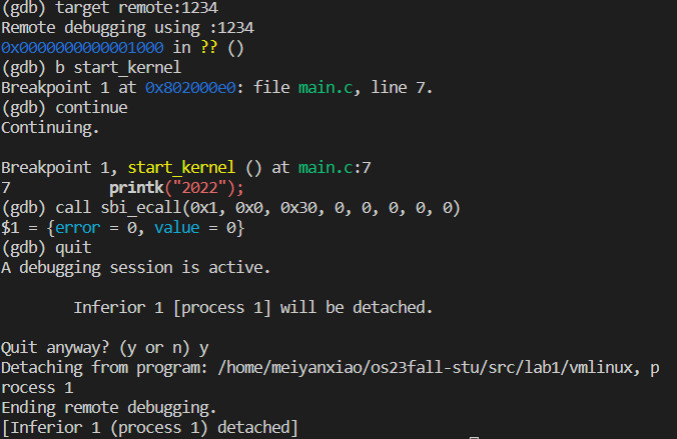 (gdb) target remote:1234
Remote debugging using :1234
0x0000000000001000 in ?? ()
(gdb) b start_kernel
Breakpoint 1 at 0x802000e0: file main.c, line 7.
(gdb) continue
Continuing.
Breakpoint 1, start_kernel () at main.c:7
7           printk("2022");
(gdb) call sbi_ecall(0x1, 0x0, 0x30, 0, 0, 0, 0, 0)
$1 = {error = 0, value = 0}
(gdb) quit
A debugging session is active.
        Inferior 1 [process 1] will be detached.
Quit anyway? (y or n) y
Detaching from program: /home/meiyanxiao/os23fall-stu/src/lab1/vmlinux, p
rocess 1
Ending remote debugging.
[Inferior 1 (process 1) detached]